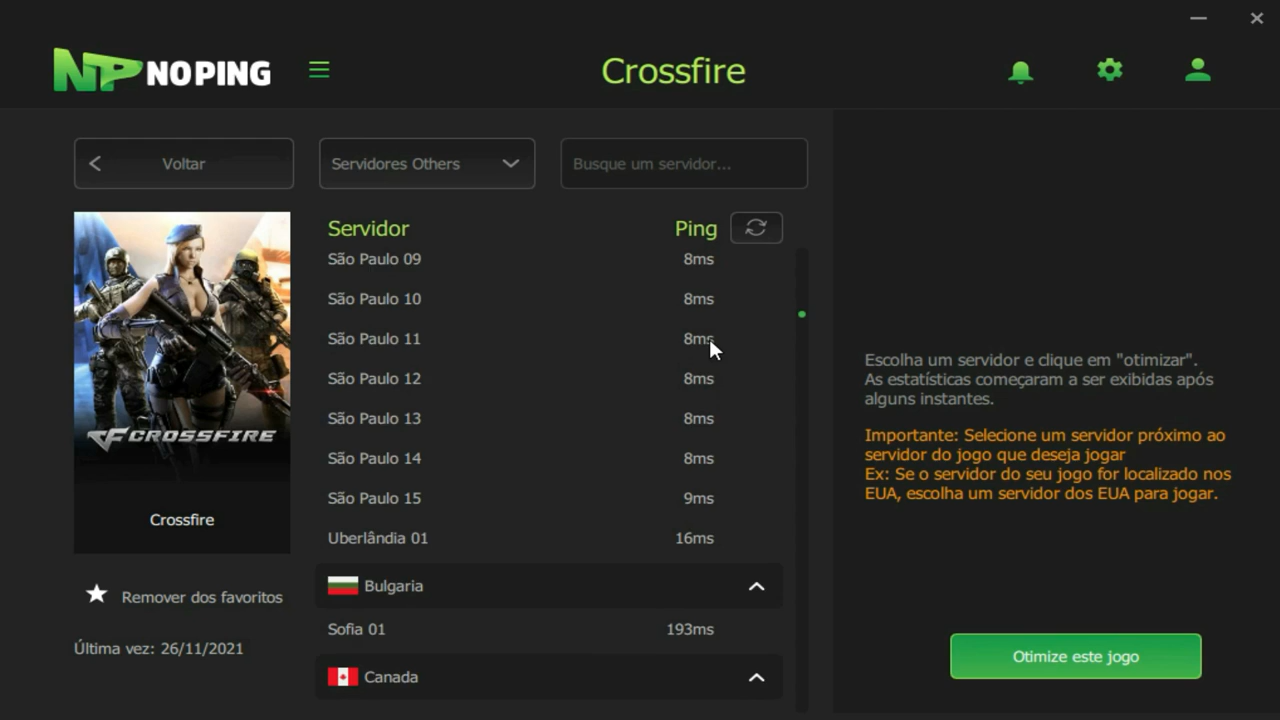 NP NOPING
Crossfire
Voltar
Servidores Others
Busque um servidor...
CF CROSSFIRE
Crossfire
Remover dos favoritos
Última vez: 26/11/2021
Servidor Ping
São Paulo 09 8ms
São Paulo 10 8ms
São Paulo 11 8ms
São Paulo 12 8ms
São Paulo 13 8ms
São Paulo 14 8ms
São Paulo 15 9ms
Uberlândia 01 16ms
Bulgaria
Sofia 01 193ms
Canada
Escolha um servidor e clique em "otimizar".
As estatísticas começaram a ser exibidas após
alguns instantes.
Importante: Selecione um servidor próximo ao
servidor do jogo que deseja jogar
Ex: Se o servidor do seu jogo for localizado nos
EUA, escolha um servidor dos EUA para jogar.
Otimize este jogo